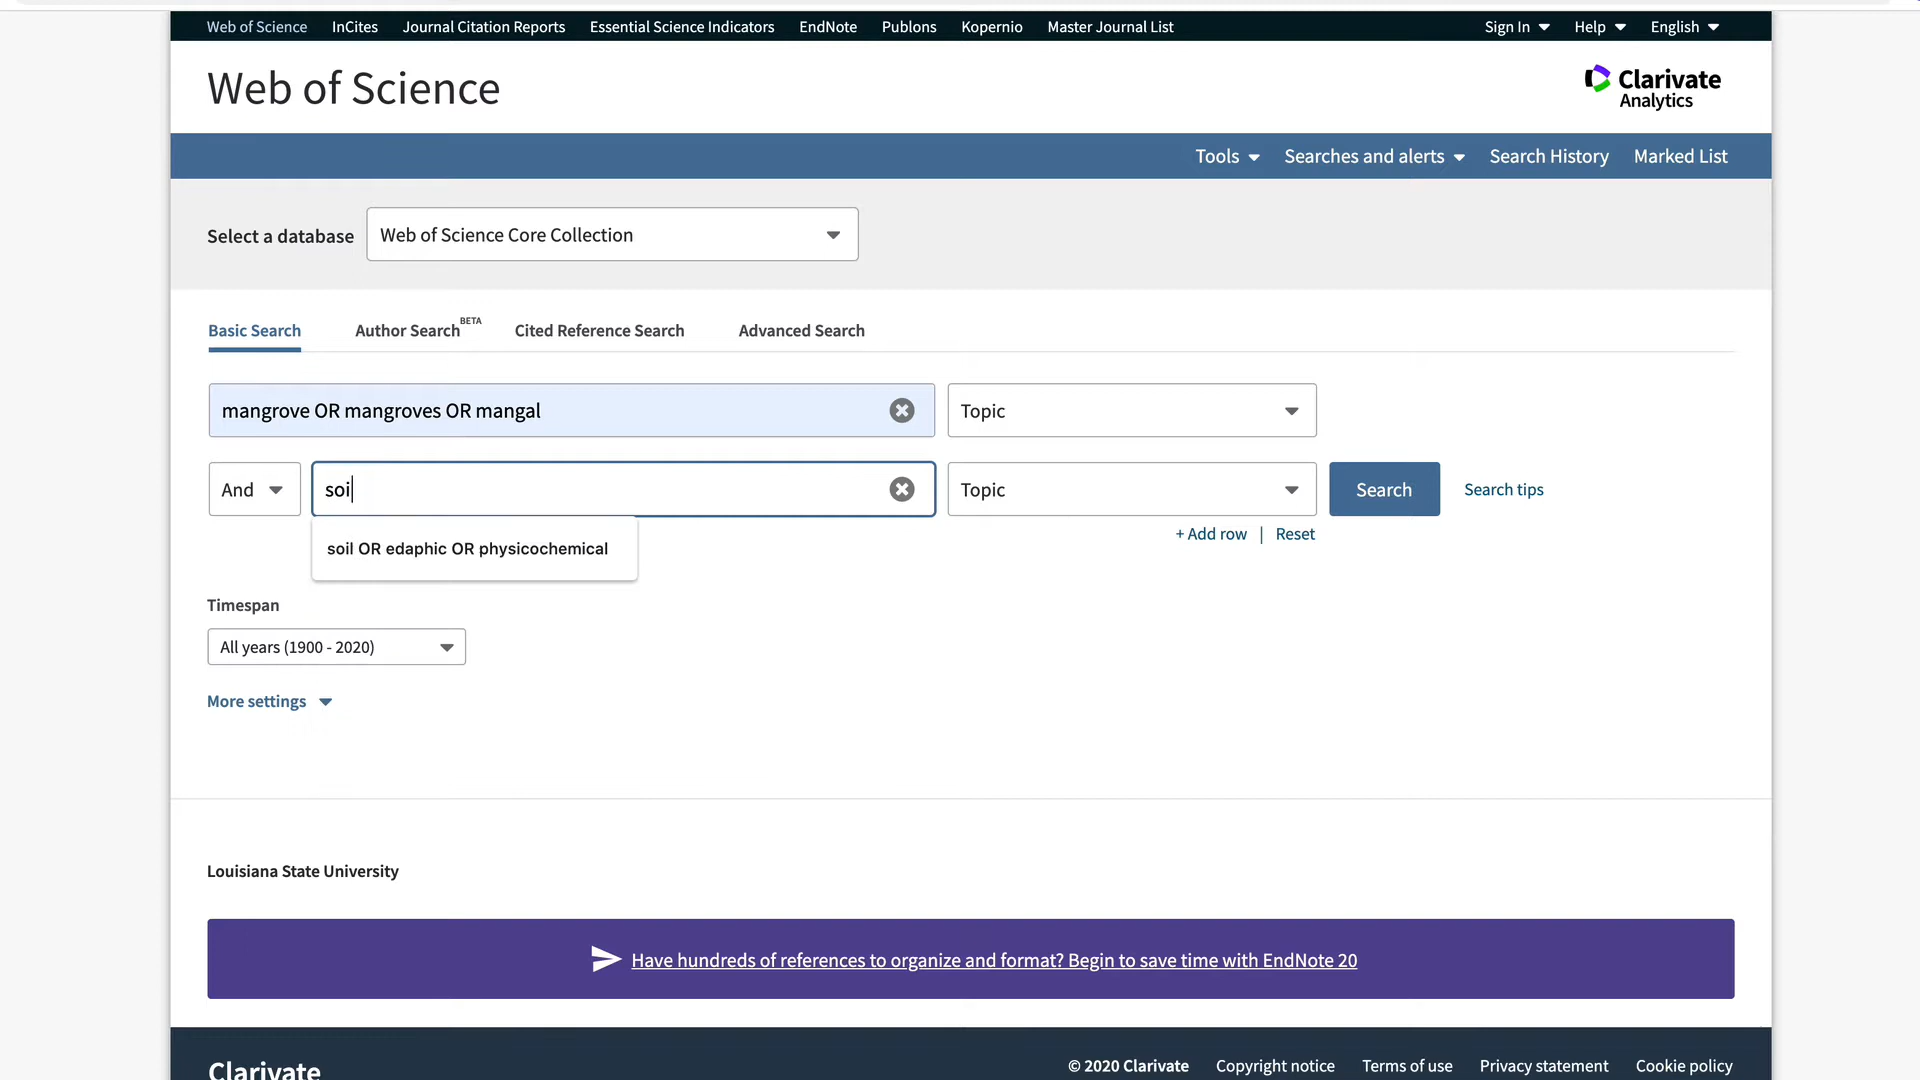 Web of Science InCites Journal Citation Reports Essential Science Indicators EndNote Publons Kopernio Master Journal List Sign In Help English
Web of Science
Clarivate
Analytics
Tools Searches and alerts Search History Marked List
Select a database Web of Science Core Collection
Basic Search Author Search BETA Cited Reference Search Advanced Search
mangrove OR mangroves OR mangal Topic
And soi Topic Search Search tips
+ Add row | Reset
soil OR edaphic OR physicochemical
Timespan
All years (1900 - 2020)
More settings
Louisiana State University
Have hundreds of references to organize and format? Begin to save time with EndNote 20
Clarivate
© 2020 Clarivate Copyright notice Terms of use Privacy statement Cookie policy